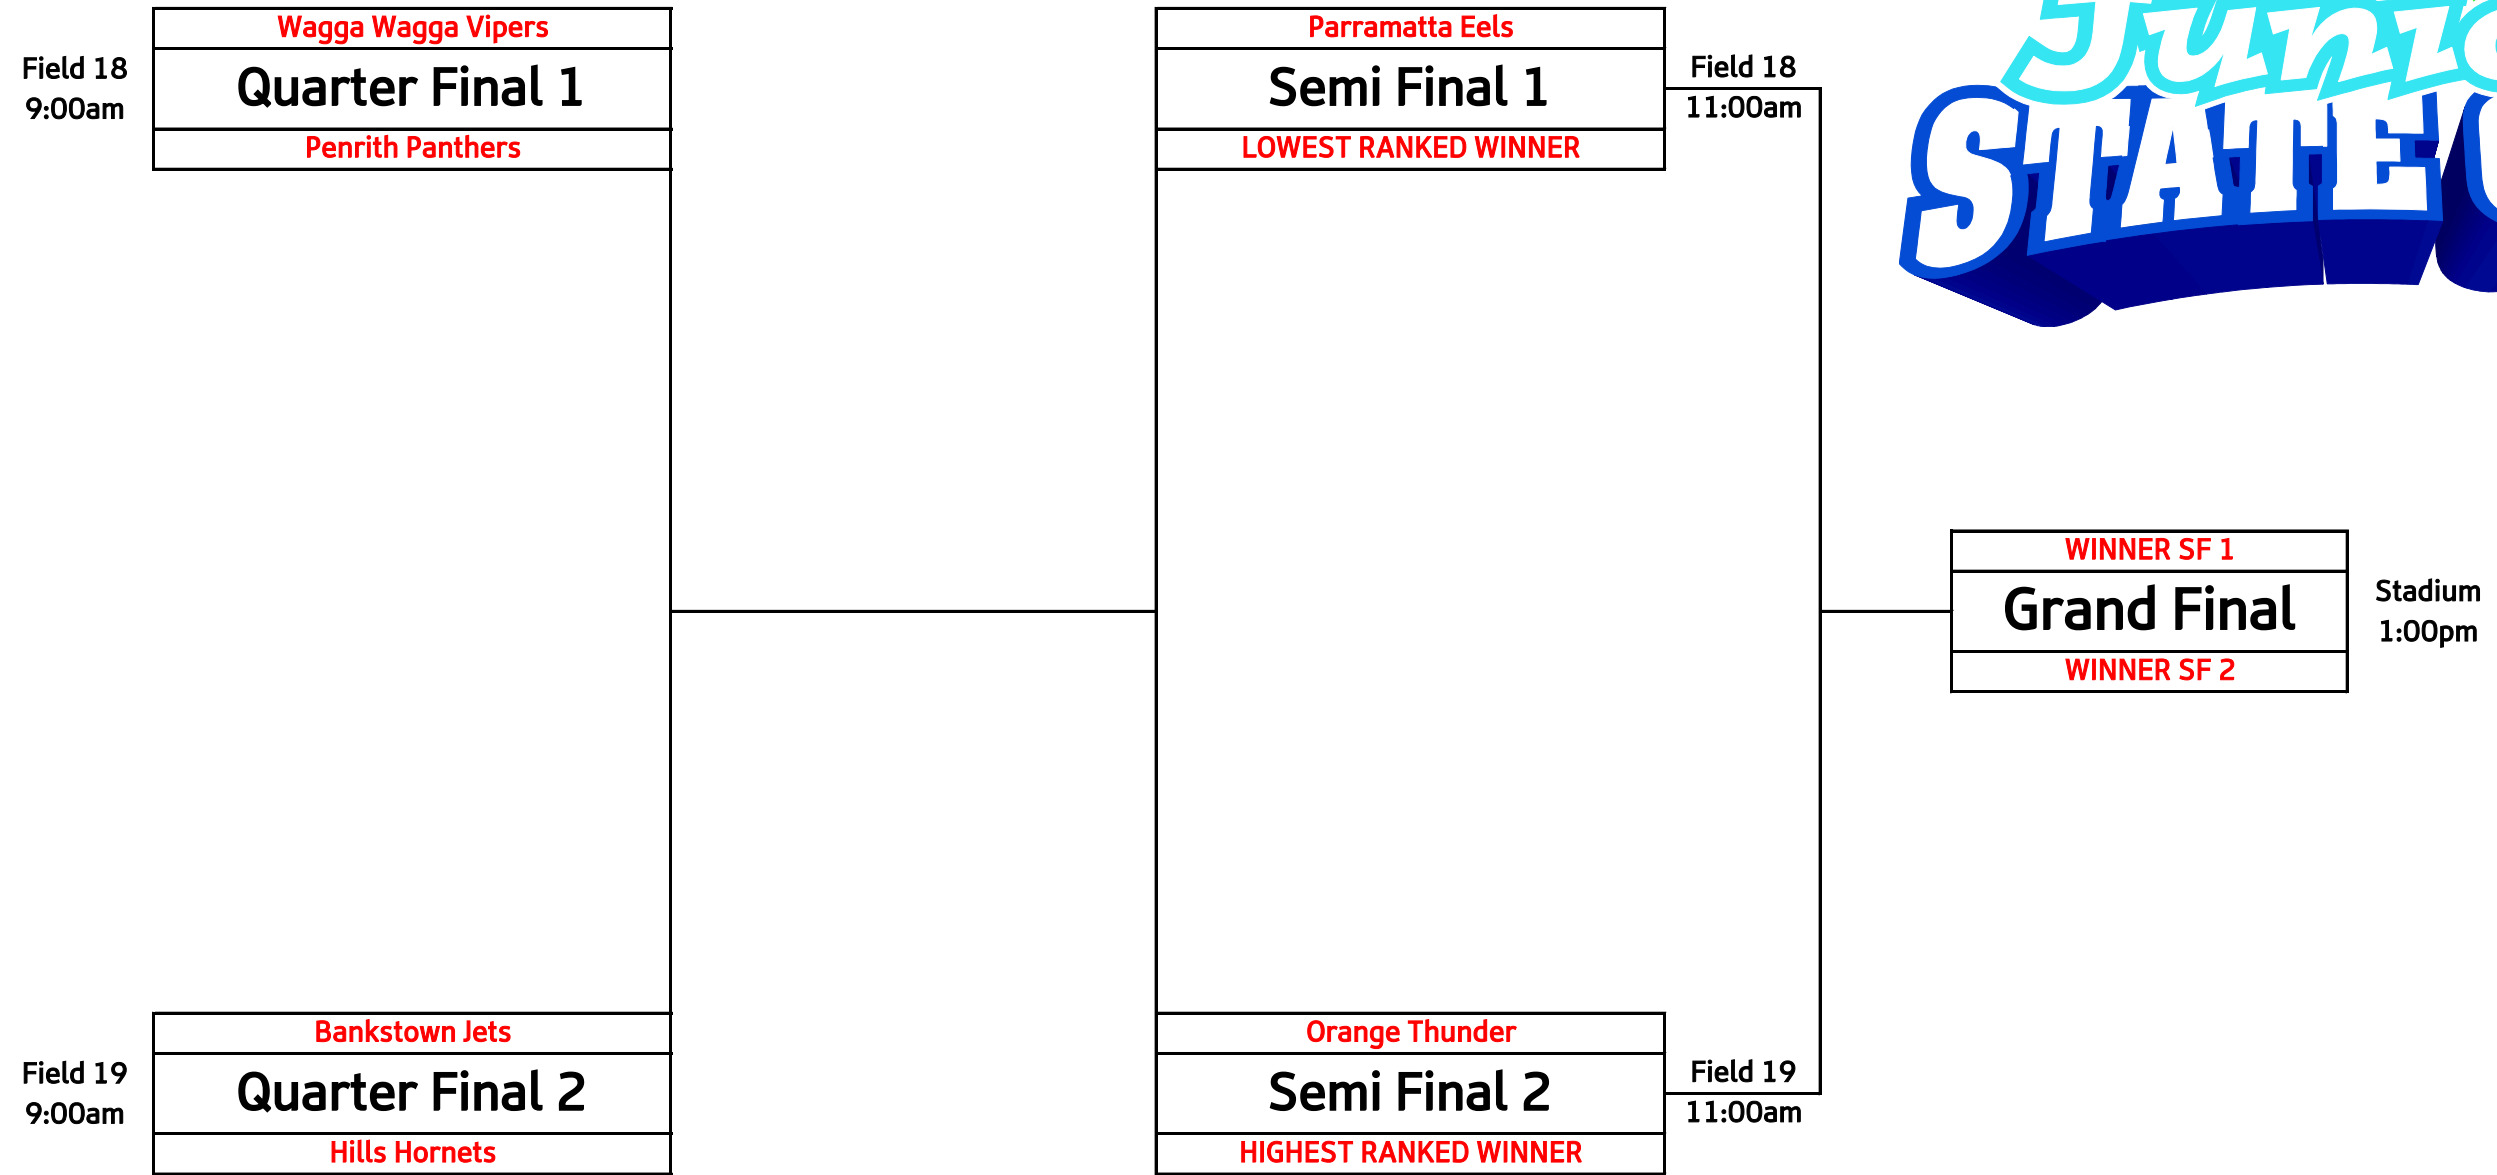 Wagga Wagga Vipers
Field 18
9:00am
Quarter Final 1
Penrith Panthers
Parramatta Eels
Semi Final 1
Field 18
11:00am
LOWEST RANKED WINNER
STATE
WINNER SF 1
Grand Final
Stadium
1:00pm
WINNER SF 2
Bankstown Jets
Field 19
9:00am
Quarter Final 2
Hills Hornets
Orange Thunder
Semi Final 2
Field 19
11:00am
HIGHEST RANKED WINNER